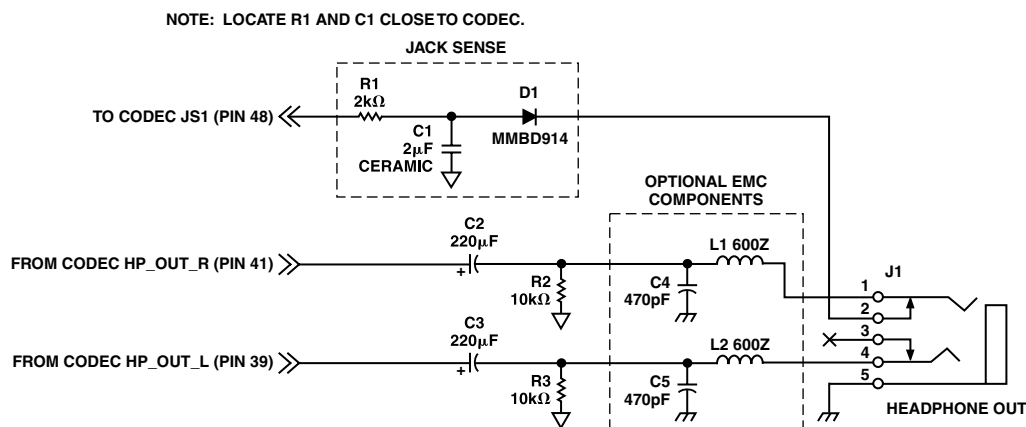 NOTE: LOCATE R1 AND C1 CLOSE TO CODEC.
JACK SENSE
R1
2kΩ
D1
TO CODEC JS1 (PIN 48)
C1
2μF
CERAMIC
MMBD914
OPTIONAL EMC
COMPONENTS
C2
220μF
L1 600Z
FROM CODEC HP_OUT_R (PIN 41)
+
J1
R2
10kΩ
C4
470pF
1
2
3
4
5
C3
220μF
L2 600Z
FROM CODEC HP_OUT_L (PIN 39)
+
R3
10kΩ
C5
470pF
HEADPHONE OUT